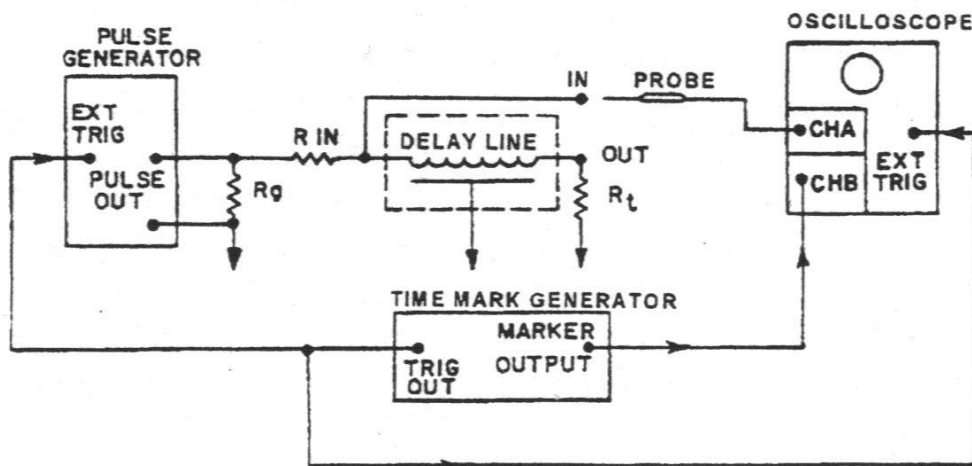 OSCILLOSCOPE
PULSE
GENERATOR
IN
PROBE
EXT
TRIG
PULSE
OUT
R IN
DELAY LINE
OUT
CHA
CHB
EXT
TRIG
Rg
Rt
TIME MARK GENERATOR
MARKER
OUTPUT
TRIG
OUT